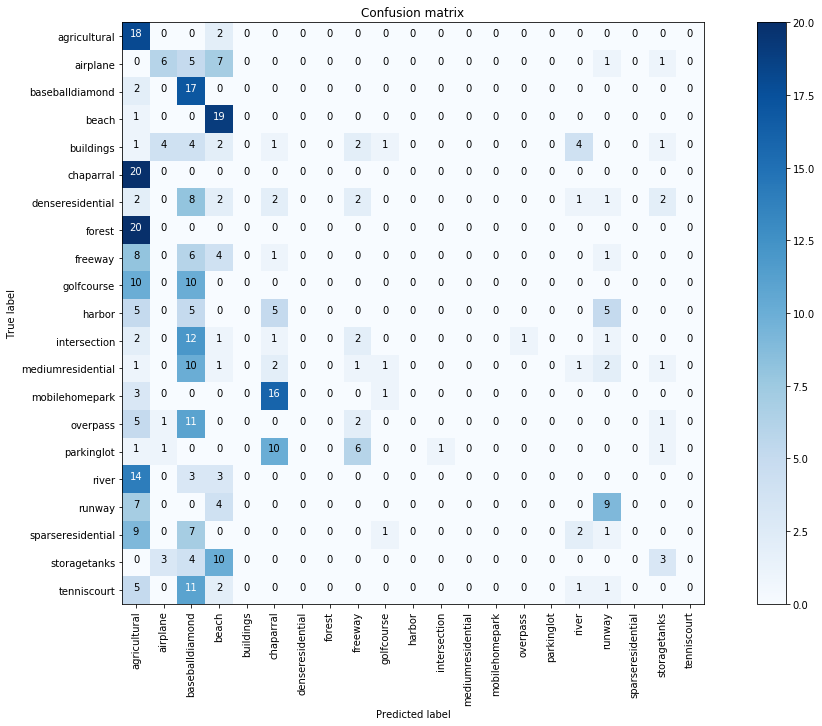 Confusion matrix
agricultural 18 0 0 2 0 0 0 0 0 0 0 0 0 0 0 0 0 0 0 0 0
airplane 0 6 5 7 0 0 0 0 0 0 0 0 0 0 0 0 0 1 0 1 0
baseballdiamond 2 0 17 0 0 0 0 0 0 0 0 0 0 0 0 0 0 0 0 0 0
beach 1 0 0 19 0 0 0 0 0 0 0 0 0 0 0 0 0 0 0 0 0
buildings 1 4 4 2 0 1 0 0 2 1 0 0 0 0 0 0 4 0 0 1 0
chaparral 20 0 0 0 0 0 0 0 0 0 0 0 0 0 0 0 0 0 0 0 0
denseresidential 2 0 8 2 0 2 0 0 2 0 0 0 0 0 0 0 1 1 0 2 0
forest 20 0 0 0 0 0 0 0 0 0 0 0 0 0 0 0 0 0 0 0 0
freeway 8 0 6 4 0 1 0 0 0 0 0 0 0 0 0 0 0 1 0 0 0
golfcourse 10 0 10 0 0 0 0 0 0 0 0 0 0 0 0 0 0 0 0 0 0
harbor 5 0 5 0 0 5 0 0 0 0 0 0 0 0 0 0 0 5 0 0 0
intersection 2 0 12 1 0 1 0 0 2 0 0 0 0 0 1 0 0 1 0 0 0
mediumresidential 1 0 10 1 0 2 0 0 1 1 0 0 0 0 0 0 1 2 0 1 0
mobilehomepark 3 0 0 0 0 16 0 0 0 1 0 0 0 0 0 0 0 0 0 0 0
overpass 5 1 11 0 0 0 0 0 2 0 0 0 0 0 0 0 0 0 0 1 0
parkinglot 1 1 0 0 0 10 0 0 6 0 0 1 0 0 0 0 0 0 0 1 0
river 14 0 3 3 0 0 0 0 0 0 0 0 0 0 0 0 0 0 0 0 0
runway 7 0 0 4 0 0 0 0 0 0 0 0 0 0 0 0 0 9 0 0 0
sparseresidential 9 0 7 0 0 0 0 0 0 1 0 0 0 0 0 0 2 1 0 0 0
storagetanks 0 3 4 10 0 0 0 0 0 0 0 0 0 0 0 0 0 0 0 3 0
tenniscourt 5 0 11 2 0 0 0 0 0 0 0 0 0 0 0 0 1 1 0 0 0
True label
agricultural
airplane
baseballdiamond
beach
buildings
chaparral
denseresidential
forest
freeway
golfcourse
harbor
intersection
mediumresidential
mobilehomepark
overpass
parkinglot
river
runway
sparseresidential
storagetanks
tenniscourt
Predicted label
20.0
17.5
15.0
12.5
10.0
7.5
5.0
2.5
0.0